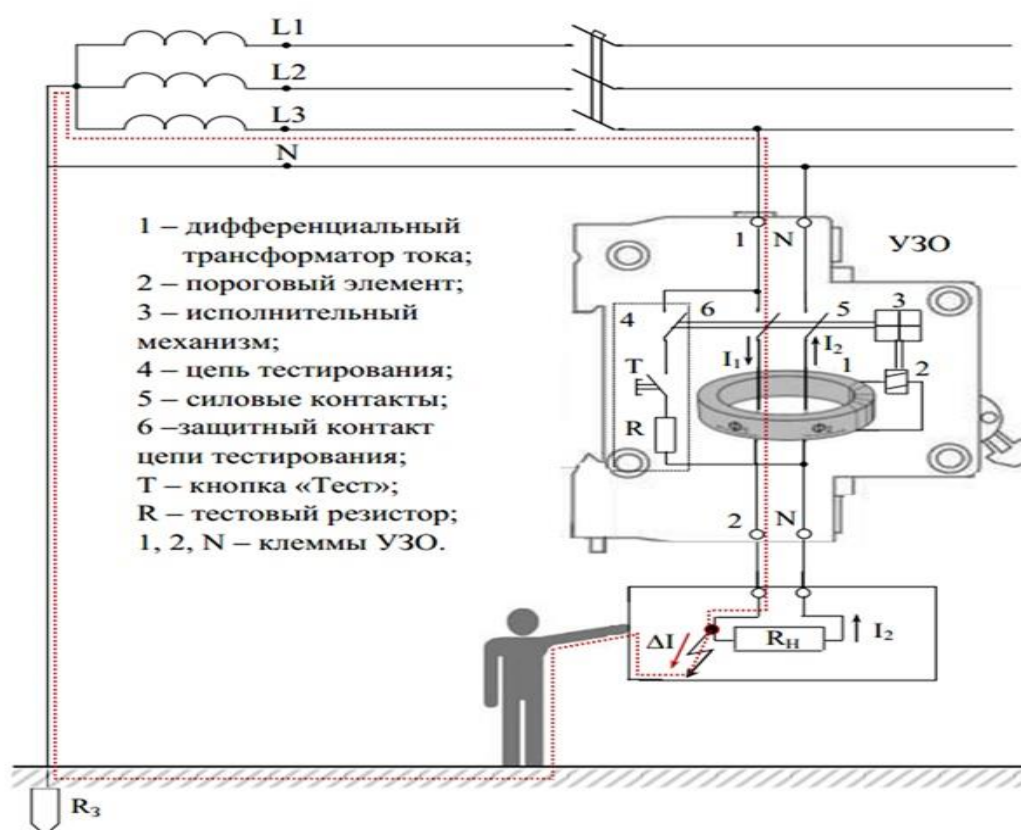 L1
L2
L3
N
1 – дифференциальный
трансформатор тока;
2 – пороговый элемент;
3 – исполнительный
механизм;
4 – цепь тестирования;
5 – силовые контакты;
6 –защитный контакт
цепи тестирования;
Т – кнопка «Тест»;
R – тестовый резистор;
1, 2, N – клеммы УЗО.
1 N
УЗО
4 6 5 3
I₁ I₂ 1 2
T
R
2 N
ΔI Rн I₂
Rз